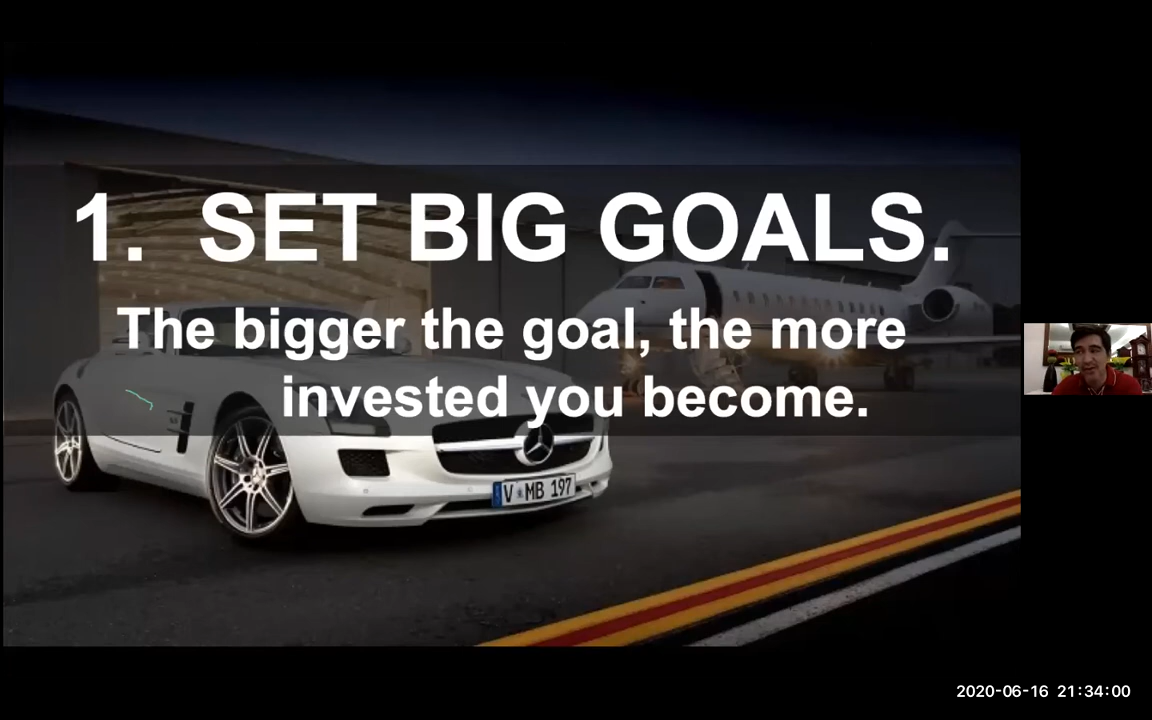 1. SET BIG GOALS.
The bigger the goal, the more
invested you become.
V MB 197
2020-06-16 21:34:00